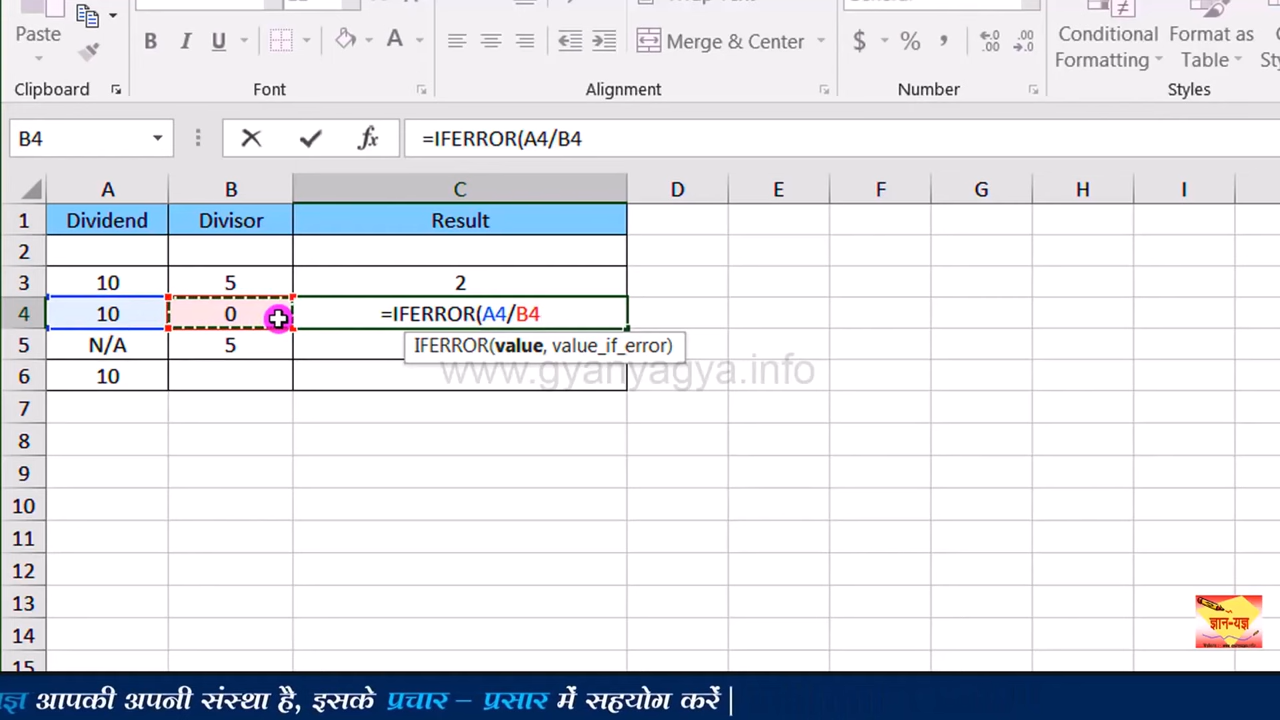 Paste
B I U A
Merge & Center
$ % ,
Conditional Format as
Formatting Table
Clipboard Font Alignment Number Styles
B4 fx =IFERROR(A4/B4
A B C D E F G H I
1 Dividend Divisor Result
2
3 10 5 2
4 10 0 =IFERROR(A4/B4
5 N/A 5
IFERROR(value, value_if_error)
6 10
www.gyanyagya.info
7
8
9
10
11
12
13
14
15
ज्ञान-यज्ञ
आपकी अपनी संस्था है, इसके प्रचार – प्रसार में सहयोग करें |